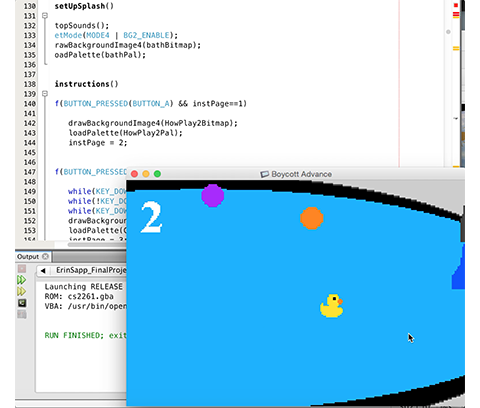 130 setUpSplash()
131
132 topSounds();
133 etMode(MODE4 | BG2_ENABLE);
134 rawBackgroundImage4(bathBitmap);
135 oadPalette(bathPal);
136
137
138 instructions()
139
140 f(BUTTON_PRESSED(BUTTON_A) && instPage==1)
141
142 drawBackgroundImage4(HowPlay2Bitmap);
143 loadPalette(HowPlay2Pal);
144 instPage = 2;
145
146
147 f(BUTTON_PRESSED
148
149 while(KEY_DOW
150 while(!KEY_DO
151 while(KEY_DOW
152 drawBackgroun
153 loadPalette(
154 instPage = 3;
Boycott Advance
2
Output
ErinSapp_FinalProje
Launching RELEASE
ROM: cs2261.gba
VBA: /usr/bin/open
RUN FINISHED; exit